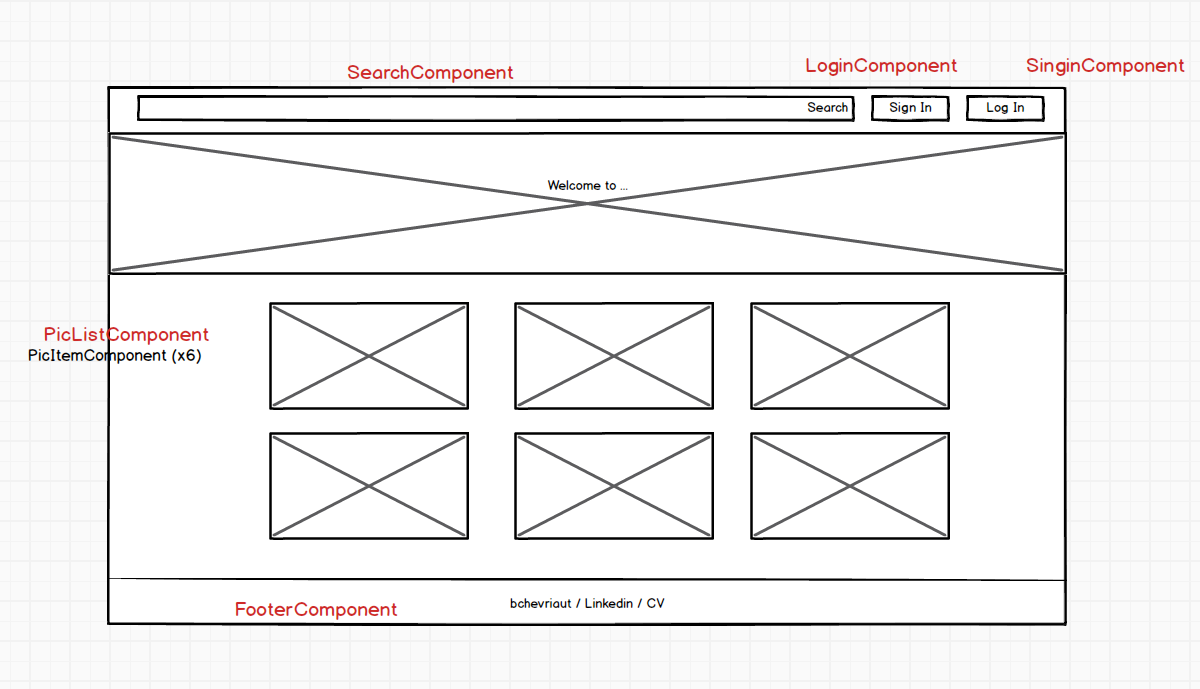 SearchComponent
LoginComponent
SinginComponent
Search
Sign In
Log In
Welcome to ...
PicListComponent
PicItemComponent (x6)
FooterComponent
bchevriaut / Linkedin / CV